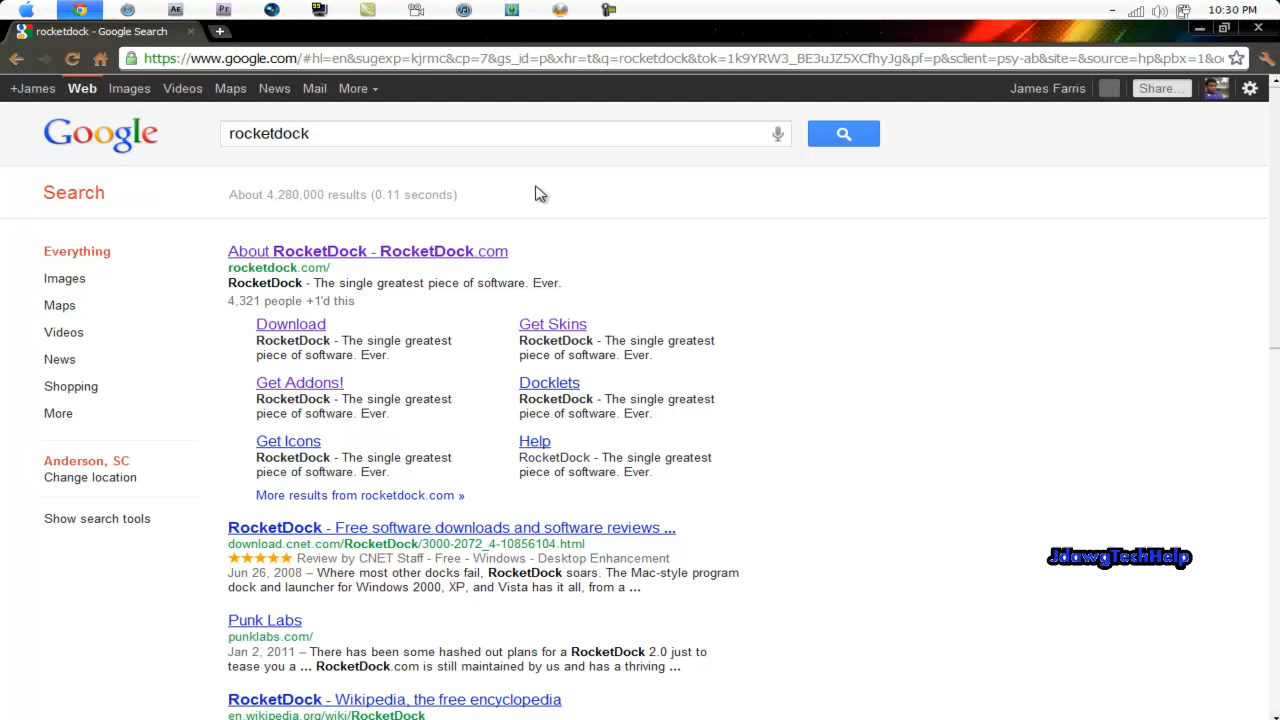 Ae
Pr
10:30 PM
rocketdock - Google Search
https://www.google.com/#hl=en&sugexp=kjrmc&cp=7&gs_id=p&xhr=t&q=rocketdock&tok=1k9YRW3_BE3uJZ5XCfhyJg&pf=p&sclient=psy-ab&site=&source=hp&pbx=1&o
+James Web Images Videos Maps News Mail More James Farris Share...
Google rocketdock
Search About 4,280,000 results (0.11 seconds)
Everything
Images
Maps
Videos
News
Shopping
More
Anderson, SC
Change location
Show search tools
About RocketDock - RocketDock.com
rocketdock.com/
RocketDock - The single greatest piece of software. Ever.
4,321 people +1'd this
Download
RocketDock - The single greatest
piece of software. Ever.
Get Skins
RocketDock - The single greatest
piece of software. Ever.
Get Addons!
RocketDock - The single greatest
piece of software. Ever.
Docklets
RocketDock - The single greatest
piece of software. Ever.
Get Icons
RocketDock - The single greatest
piece of software. Ever.
Help
RocketDock - The single greatest
piece of software. Ever.
More results from rocketdock.com »
RocketDock - Free software downloads and software reviews ...
download.cnet.com/RocketDock/3000-2072_4-10856104.html
Review by CNET Staff - Free - Windows - Desktop Enhancement
Jun 26, 2008 – Where most other docks fail, RocketDock soars. The Mac-style program
dock and launcher for Windows 2000, XP, and Vista has it all, from a ...
Punk Labs
punklabs.com/
Jan 2, 2011 – There has been some hashed out plans for a RocketDock 2.0 just to
tease you a ... RocketDock.com is still maintained by us and has a thriving ...
RocketDock - Wikipedia, the free encyclopedia
en.wikipedia.org/wiki/RocketDock
JdawgTechHelp